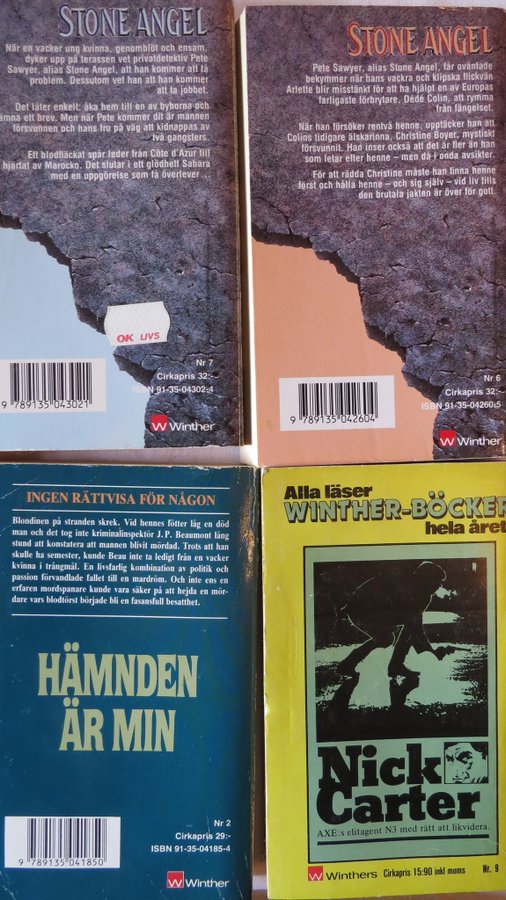 STONE ANGEL
När en vacker ung kvinna, genomblöt och ensam,
dyker upp på terassen vet privatdetektiv Pete
Sawyer, alias Stone Angel, att han kommer att få
problem. Dessutom vet han att han kommer
att ta jobbet.
Det låter enkelt: åka hem till en av byborna och
ämna ett brev. Men när Pete kommer dit är mannen
försvunnen och hans fru på väg att kidnappas av
två gangsters.
Ett blodfläckat spår leder från Côte d'Azur till
hjärtat av Marocko. Det slutar i ett glödhett Sahara
med en uppgörelse som få överlever ...
OK LIVS
Nr 7
Cirkapris 32:-
ISBN 91-35-04302-4
9 789135 043021
Winther
STONE ANGEL
Pete Sawyer, alias Stone Angel, får oväntade
bekymmer när hans vackra och klipska flickvän
Arlette blir misstänkt för att ha hjälpt en av Europas
farligaste förbrytare, Dédé Colin, att rymma
från fängelset.
När han försöker rentvå henne, upptäcker han att
Colins tidigare älskarinna, Christine Boyer, mystiskt
försvunnit. Han inser också att det är fler än han
som letar efter henne – men då i onda avsikter.
För att rädda Christine måste han finna henne
först och hålla henne – och sig själv – vid liv tills
den brutala jakten är över för gott.
Nr 6
Cirkapris 32:-
ISBN 91-35-04260-5
9 789135 042604
Winther
INGEN RÄTTVISA FÖR NÅGON
Blondinen på stranden skrek. Vid hennes fötter låg en död
man och det tog inte kriminalinspektör J.P. Beaumont lång
stund att konstatera att mannen blivit mördad. Trots att han
skulle ha semester, kunde Beau inte ta ledigt från en vacker
kvinna i trångmål. En livsfarlig kombination av politik och
passion förvandlade fallet till en mardröm. Och inte ens en
erfaren mordspanare kunde vara säker på att hejda en mör-
dare vars blodtörst började bli en fasansfull besatthet.
HÄMNDEN
ÄR MIN
Nr 2
Cirkapris 29:-
ISBN 91-35-04185-4
9 789135 041850
Winther
Alla läser
WINTHER-BÖCKER
hela året
Nick
Carter
AXE:s elitagent N3 med rätt att likvidera.
Winthers Cirkapris 15:90 inkl moms Nr. 9